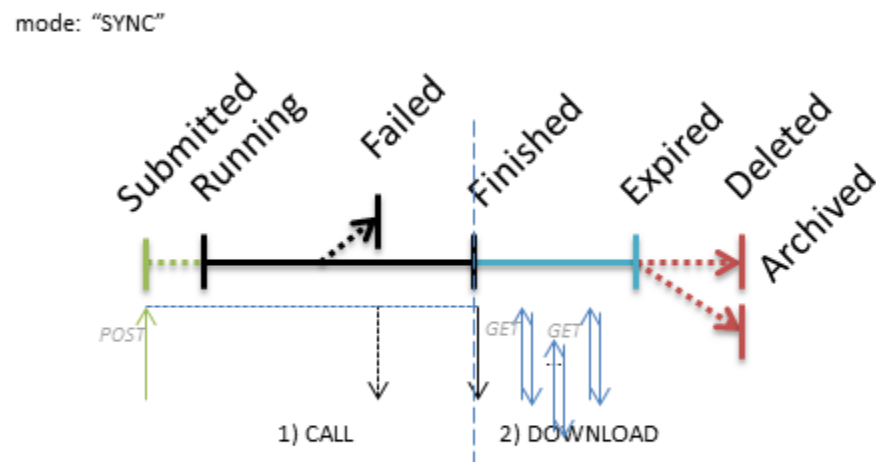 mode: “SYNC”
Submitted
Running
Failed
Finished
Expired
Deleted
Archived
POST
GET
GET
...
1) CALL
2) DOWNLOAD